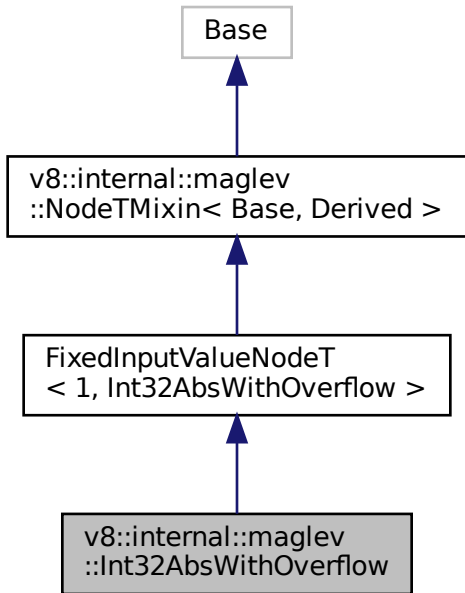 Base
v8::internal::maglev
::NodeTMixin< Base, Derived >
FixedInputValueNodeT
< 1, Int32AbsWithOverflow >
v8::internal::maglev
::Int32AbsWithOverflow